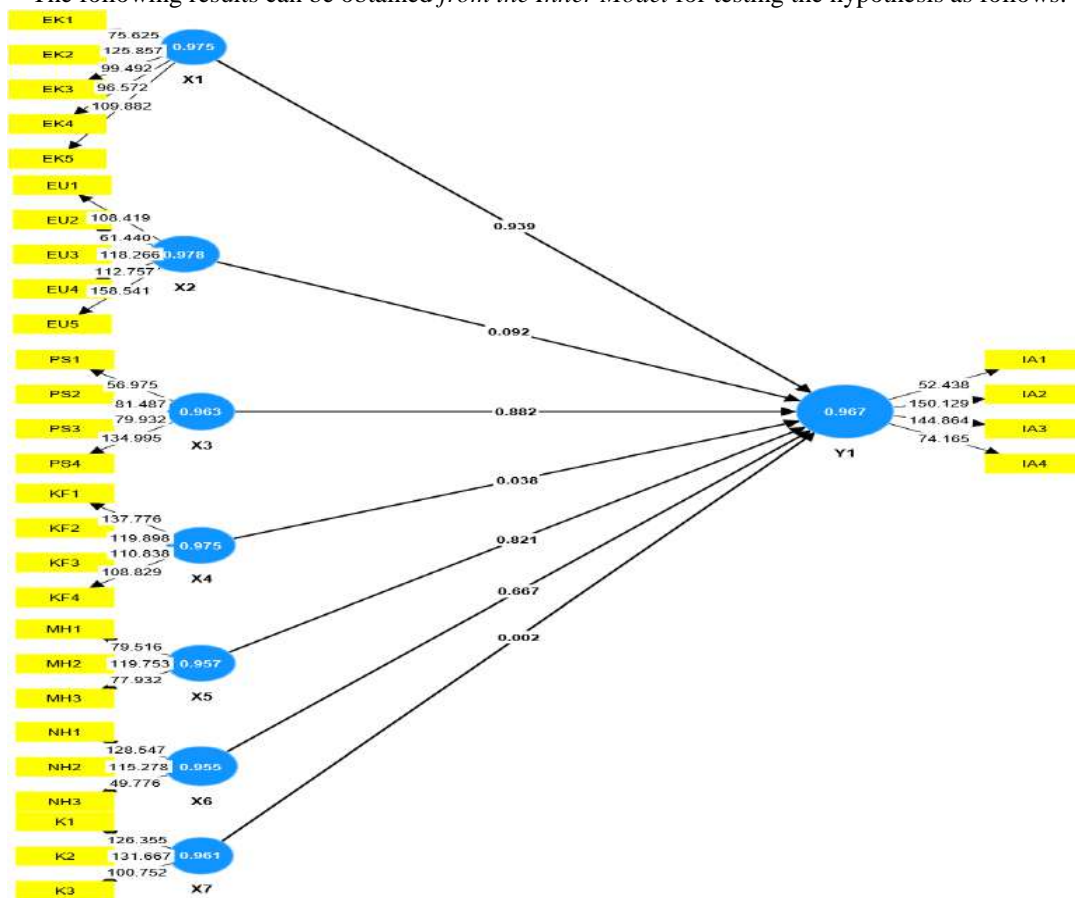 The following results can be obtained from the Inner Model for testing the hypothesis as follows:
EK1
75.625
EK2
125.857
0.975
99.492
EK3
96.572
X1
109.882
EK4
EK5
EU1
EU2
108.419
61.440
EU3
118.266
0.978
112.757
EU4
158.541
X2
EU5
PS1
56.975
PS2
81.487
0.963
PS3
79.932
134.995
X3
PS4
KF1
137.776
KF2
119.898
0.975
110.838
KF3
108.829
X4
KF4
MH1
79.516
MH2
119.753
0.957
77.932
MH3
X5
NH1
128.547
NH2
115.278
0.955
49.776
NH3
X6
K1
126.355
K2
131.667
0.961
100.752
K3
X7
0.939
0.092
0.882
0.038
0.821
0.667
0.002
0.967
Y1
52.438
150.129
144.864
74.165
IA1
IA2
IA3
IA4